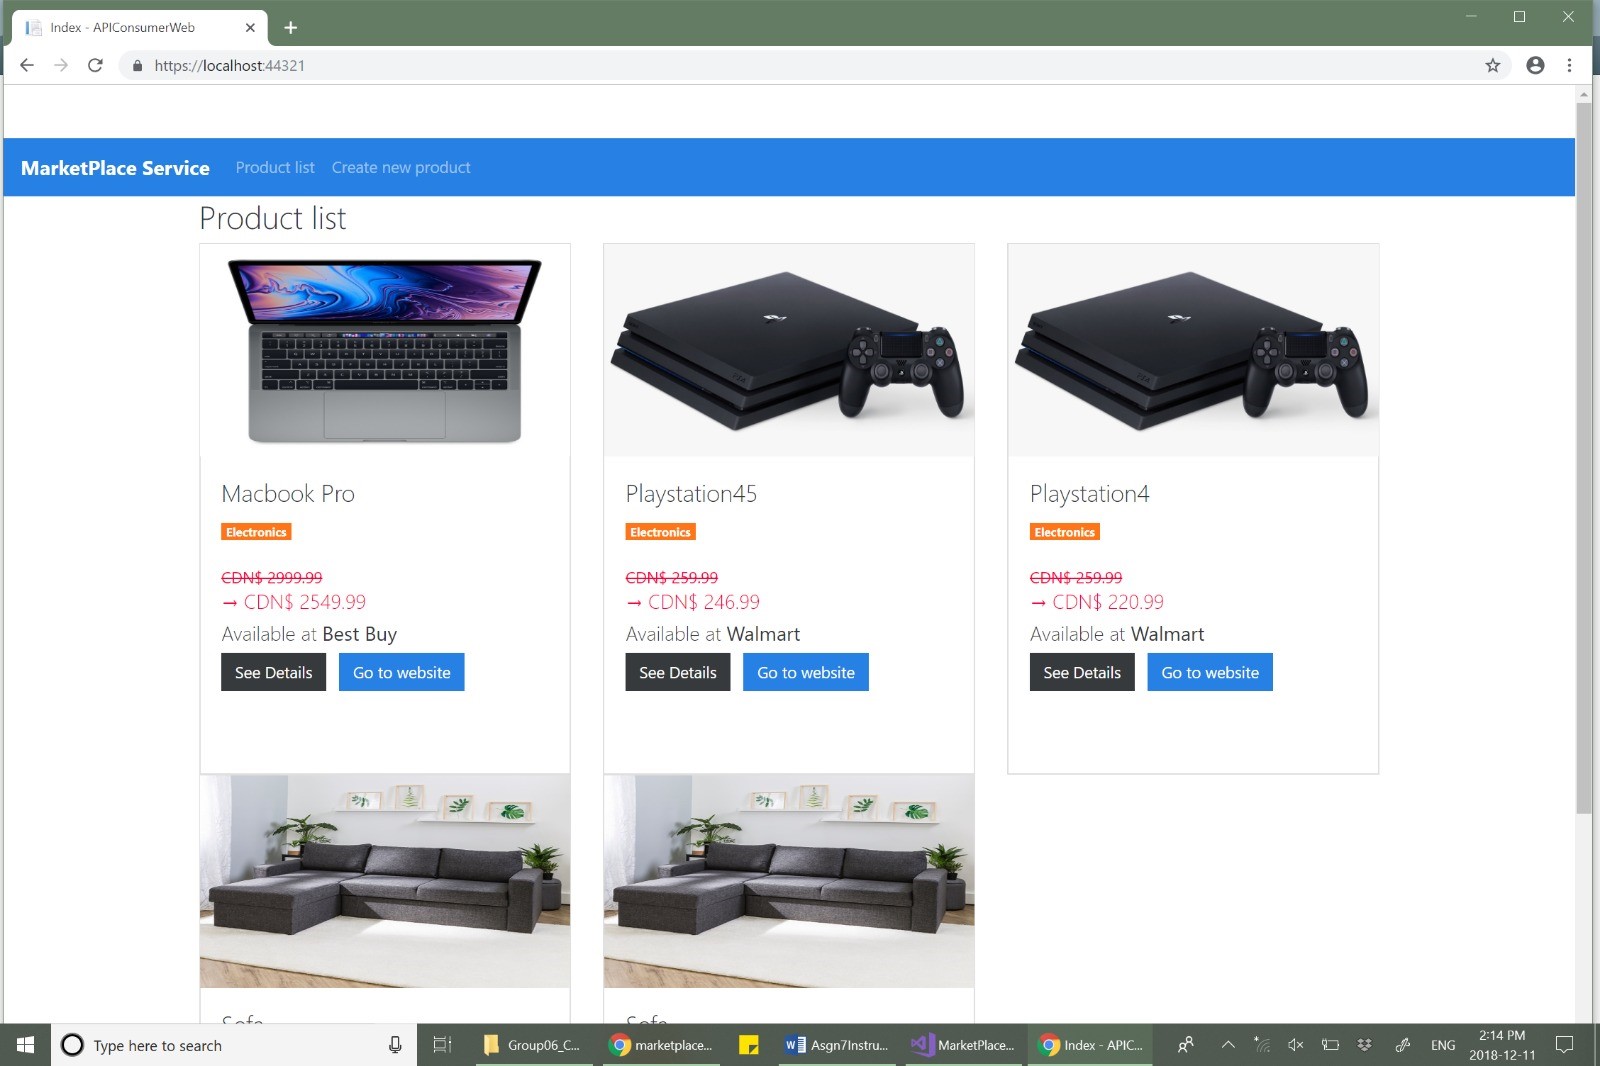 Index - APIConsumerWeb
https://localhost:44321
MarketPlace Service Product list Create new product
Product list
Macbook Pro
Electronics
CDN$ 2999.99
→ CDN$ 2549.99
Available at Best Buy
See Details Go to website
Playstation45
Electronics
CDN$ 259.99
→ CDN$ 246.99
Available at Walmart
See Details Go to website
Playstation4
Electronics
CDN$ 259.99
→ CDN$ 220.99
Available at Walmart
See Details Go to website
Type here to search
Group06_C...
marketplace...
Asgn7Instru...
MarketPlace...
Index - APIC...
ENG
2:14 PM
2018-12-11